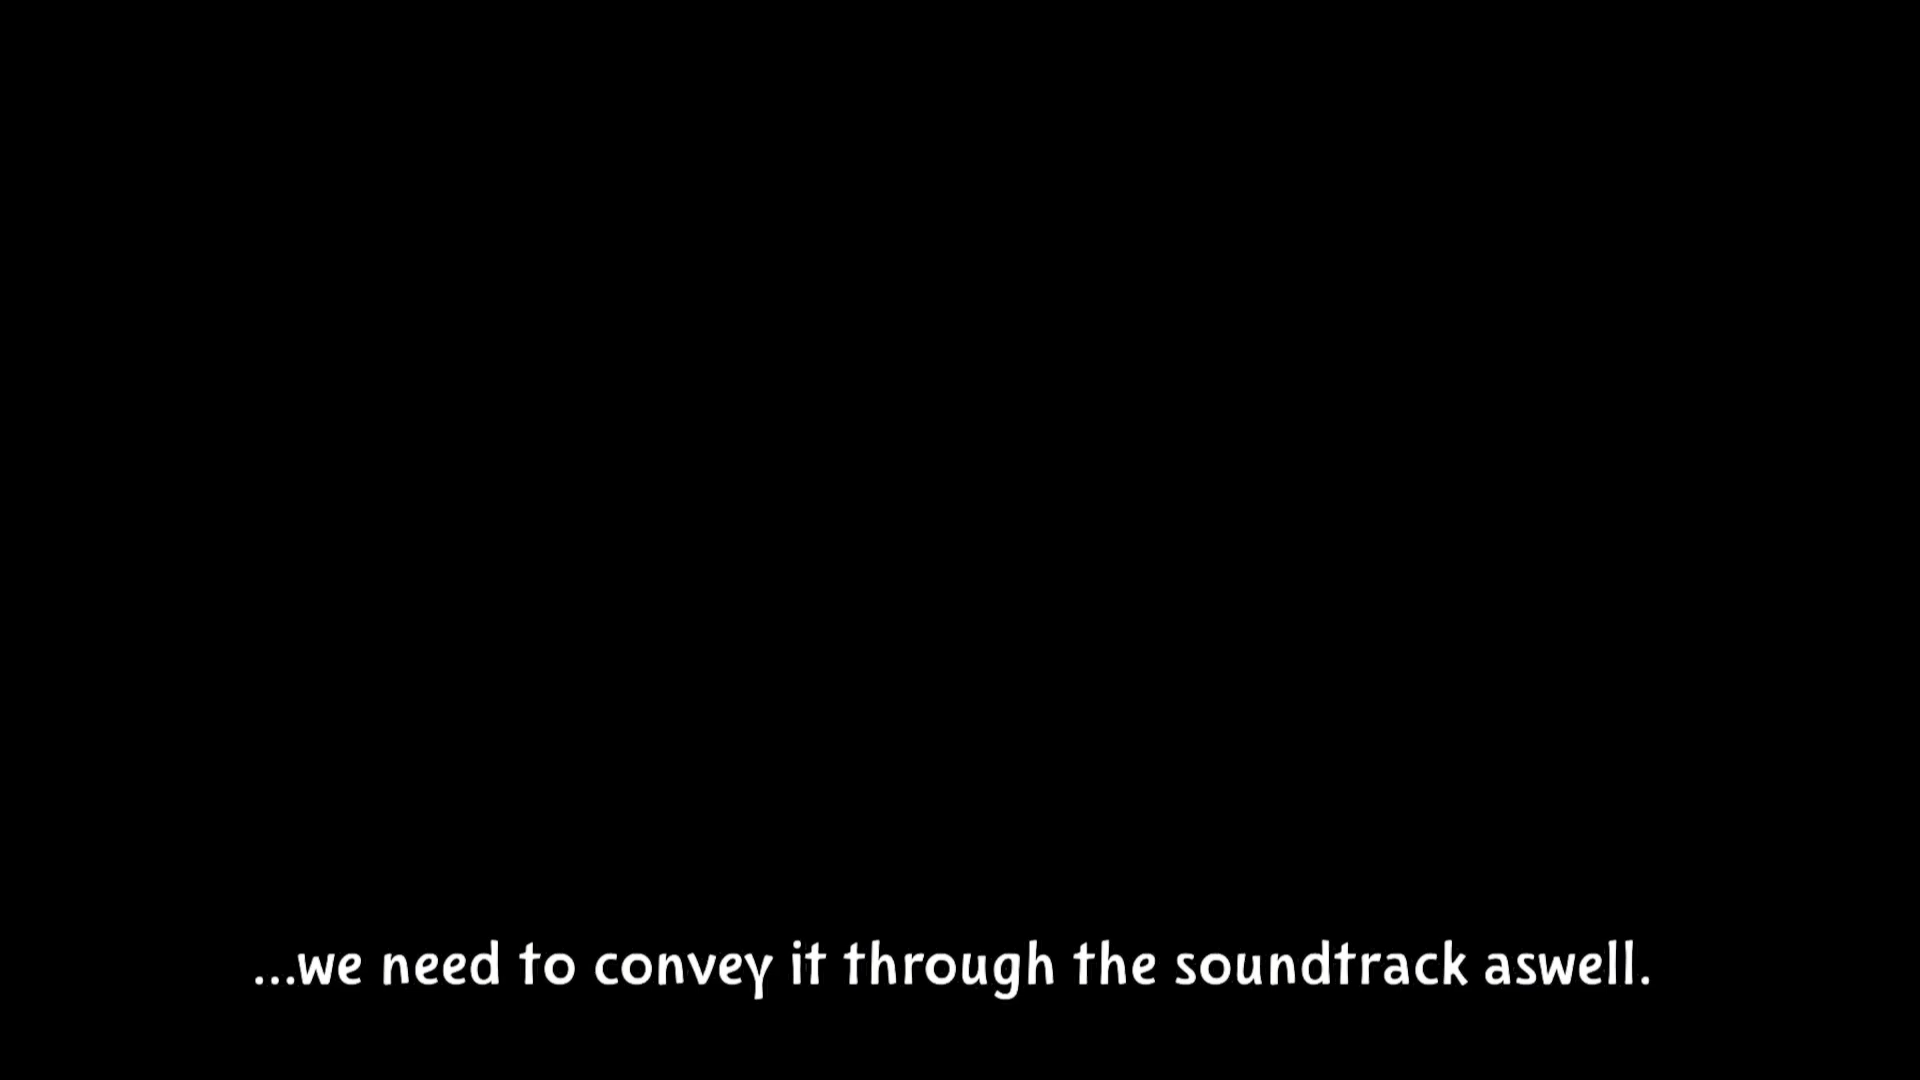 ...we need to convey it through the soundtrack aswell.